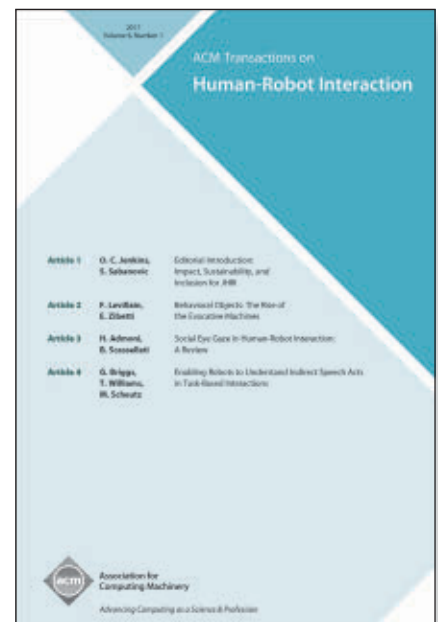 2017
Volume 6, Number 1
ACM Transactions on
Human-Robot Interaction
Article 1 O. C. Jenkins, Editorial Introduction:
S. Sabanovic Impact, Sustainability, and
Inclusion for JHRI
Article 2 F. Levillain, Behavioral Objects: The Rise of
E. Zibetti the Evocative Machines
Article 3 H. Admoni, Social Eye Gaze in Human-Robot Interaction:
B. Scassellati A Review
Article 4 G. Briggs, Enabling Robots to Understand Indirect Speech Acts
T. Williams, in Task-Based Interactions
M. Scheutz
acm
Association for
Computing Machinery
Advancing Computing as a Science & Profession